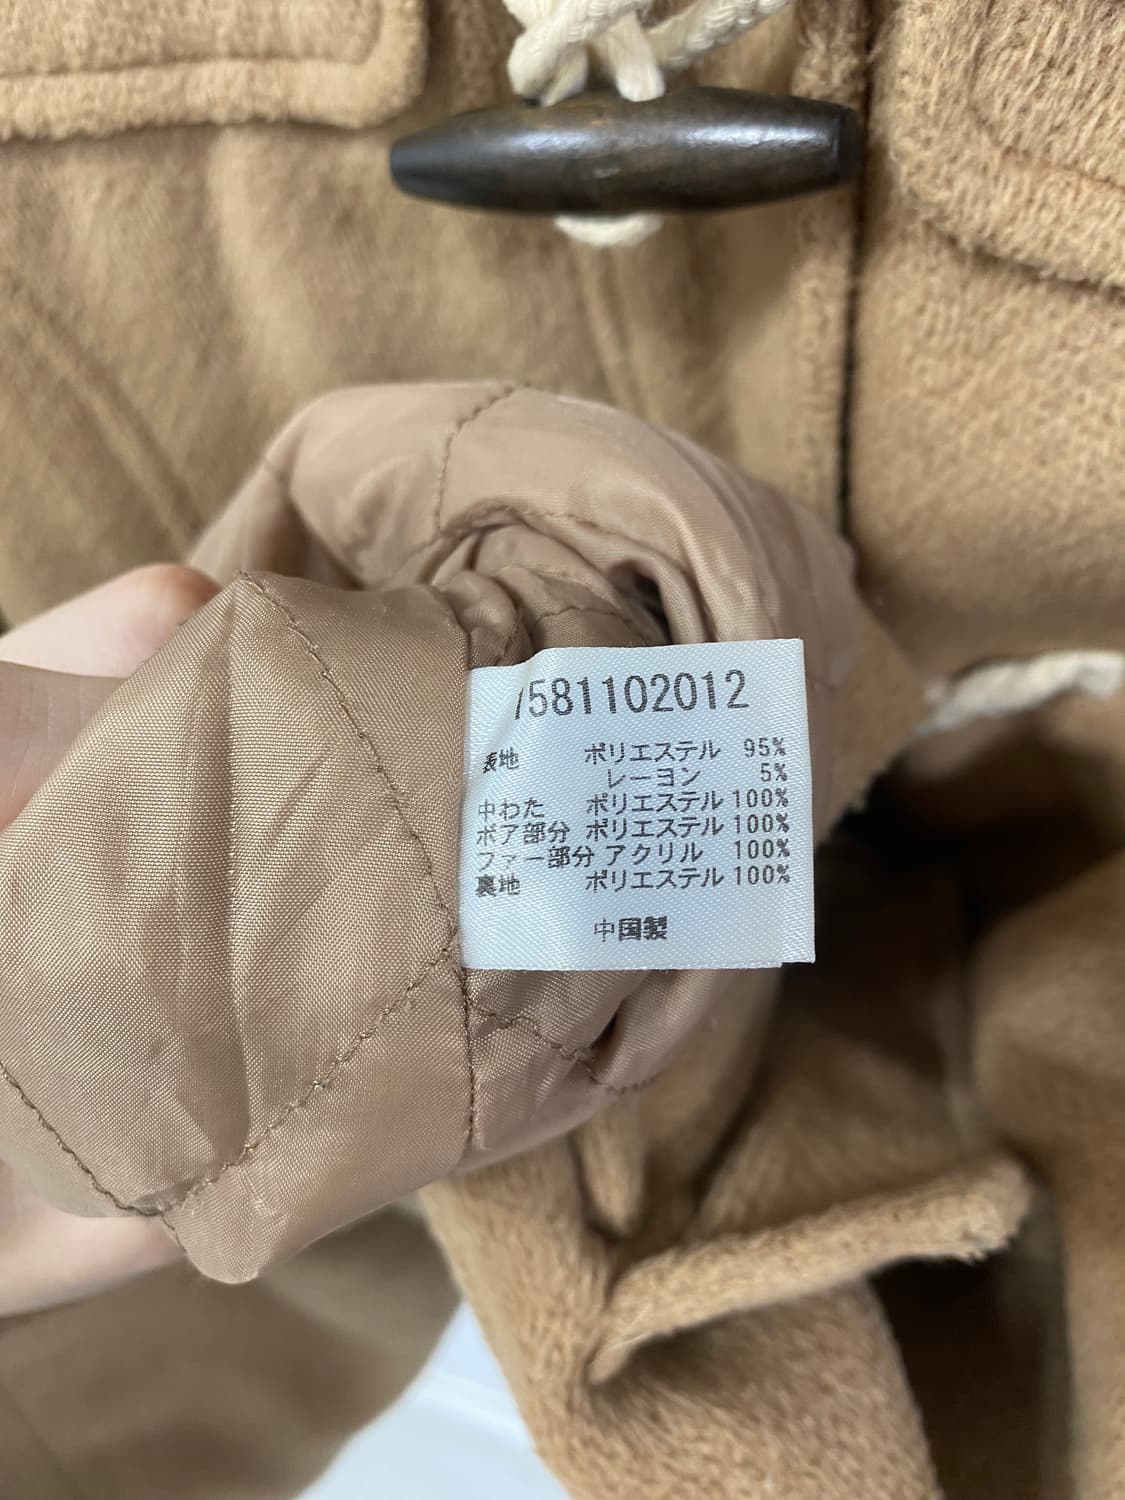 1581102012
表地 ポリエステル 95%
レーヨン 5%
中わた ポリエステル 100%
ボア部分 ポリエステル 100%
ファー部分 アクリル 100%
裏地 ポリエステル 100%
中国製